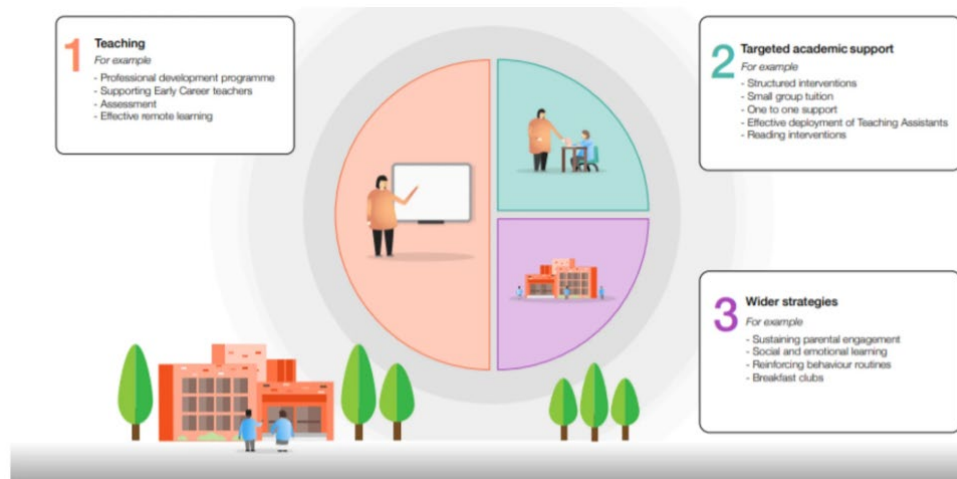 1 Teaching
For example
- Professional development programme
- Supporting Early Career teachers
- Assessment
- Effective remote learning
2 Targeted academic support
For example
- Structured interventions
- Small group tuition
- One to one support
- Effective deployment of Teaching Assistants
- Reading interventions
3 Wider strategies
For example
- Sustaining parental engagement
- Social and emotional learning
- Reinforcing behaviour routines
- Breakfast clubs